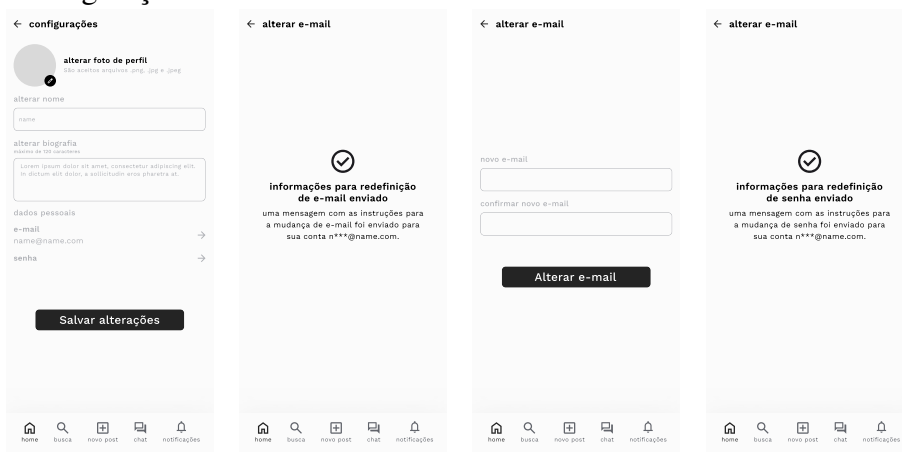 configurações
alterar foto de perfil
São aceitos arquivos .png, .jpg e .jpeg
alterar nome
name
alterar biografia
máximo de 120 caracteres
Lorem ipsum dolor sit amet, consectetur adipiscing elit.
In dictum elit dolor, a sollicitudin eros pharetra at.
dados pessoais
e-mail
name@name.com
senha
Salvar alterações
home busca novo post chat notificações
alterar e-mail
informações para redefinição
de e-mail enviado
uma mensagem com as instruções para
a mudança de e-mail foi enviado para
sua conta n***@name.com.
home busca novo post chat notificações
alterar e-mail
novo e-mail
confirmar novo e-mail
Alterar e-mail
home busca novo post chat notificações
alterar e-mail
informações para redefinição
de senha enviado
uma mensagem com as instruções para
a mudança de senha foi enviado para
sua conta n***@name.com.
home busca novo post chat notificações